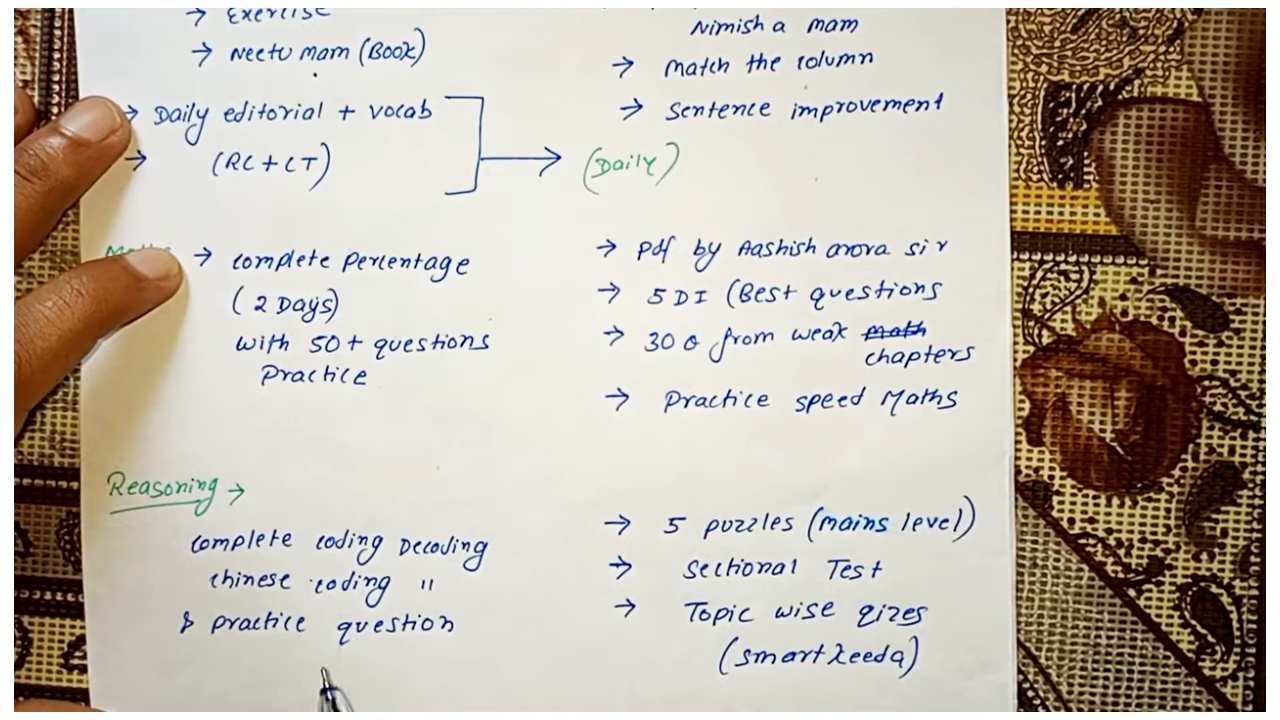 → Exercise
→ Neetu mam (Book)
→ Daily editorial + vocab
→ (RC + CT)
(Daily)
Nimisha mam
→ Match the column
→ Sentence improvement
→ complete percentage
(2 Days)
with 50+ questions
practice
→ Pdf by Aashish arora sir
→ 5 DI (Best questions
→ 30 Q from weak math
chapters
→ Practice speed Maths
Reasoning →
complete coding Decoding
chinese coding "
& practice question
→ 5 puzzles (mains level)
→ Sectional Test
→ Topic wise qizes
(smartkeeda)